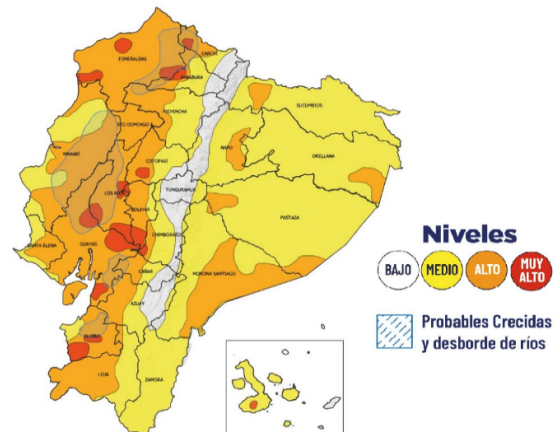 ESMERALDAS
CARCHI
IMBABURA
SUCUMBIOS
PICHINCHA
STO DOMINGO
ORELLANA
NAPO
MANABI
COTOPAXI
LOS RIOS
TUNGURAHUA
BOLIVAR
PASTAZA
CHIMBORAZO
SANTA ELENA
GUAYAS
MORONA SANTIAGO
CAÑAR
AZUAY
EL ORO
LOJA
ZAMORA
Niveles
BAJO
MEDIO
ALTO
MUY
ALTO
Probables Crecidas
y desborde de ríos